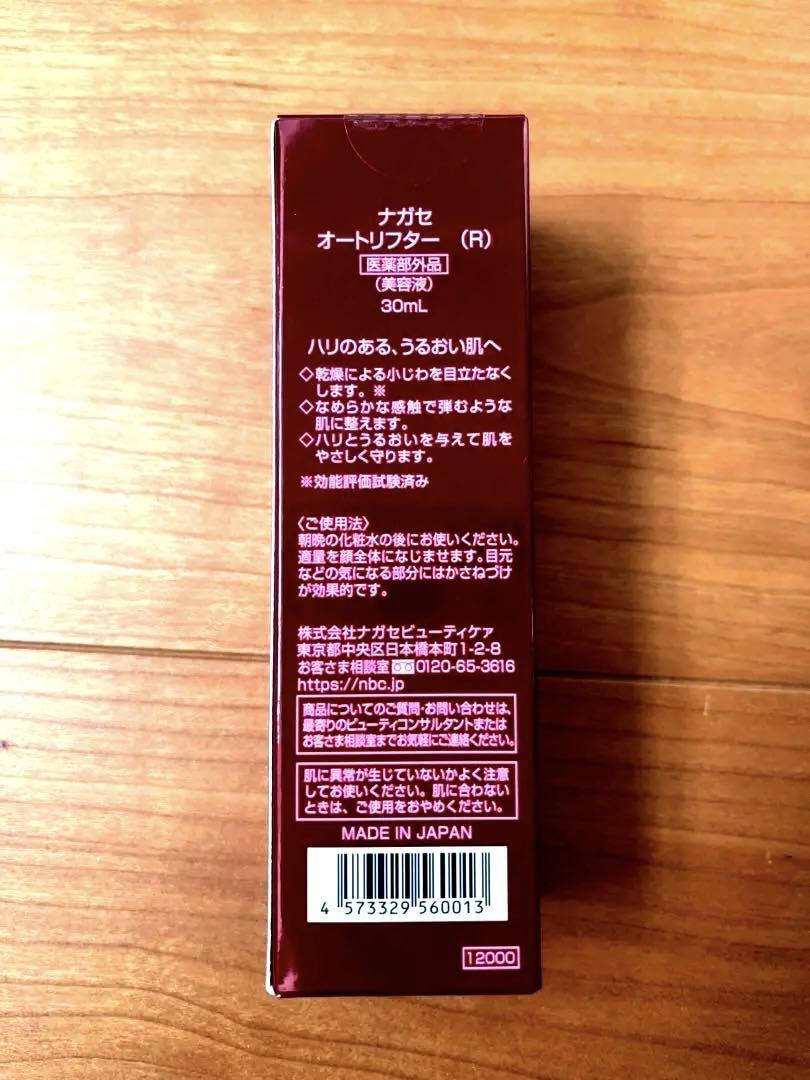 ナガセ
オートリフター （R）
医薬部外品
（美容液）
30mL
ハリのある、うるおい肌へ
◇乾燥による小じわを目立たなく
します。※
◇なめらかな感触で弾むような
肌に整えます。
◇ハリとうるおいを与えて肌を
やさしく守ります。
※効能評価試験済み
〈ご使用法〉
朝晩の化粧水の後にお使いください。
適量を顔全体になじませます。目元
などの気になる部分にはかさねづけ
が効果的です。
株式会社ナガセビューティケァ
東京都中央区日本橋本町1-2-8
お客さま相談室 0120-65-3616
https://nbc.jp
商品についてのご質問・お問い合わせは、
最寄りのビューティコンサルタントまたは
お客さま相談室までお気軽にご連絡ください。
肌に異常が生じていないかよく注意
してお使いください。肌に合わない
ときは、ご使用をおやめください。
MADE IN JAPAN
4 573329 560013
12000